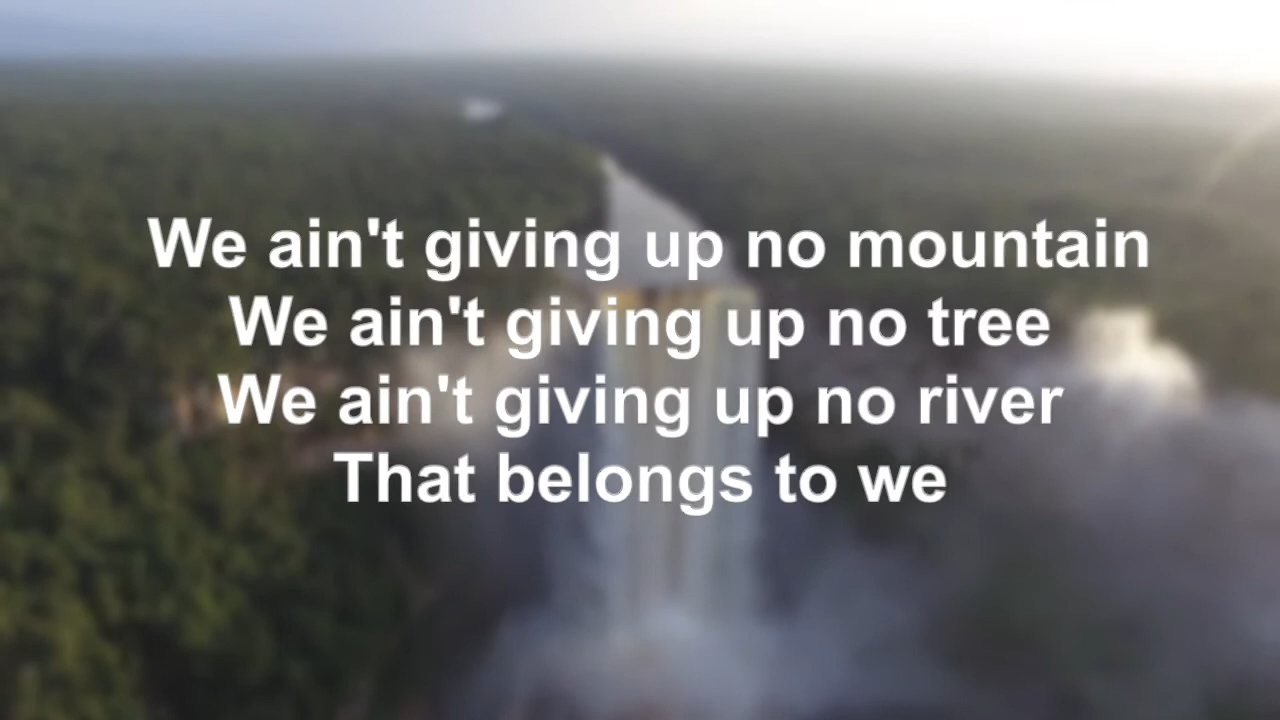 We ain't giving up no mountain
We ain't giving up no tree
We ain't giving up no river
That belongs to we